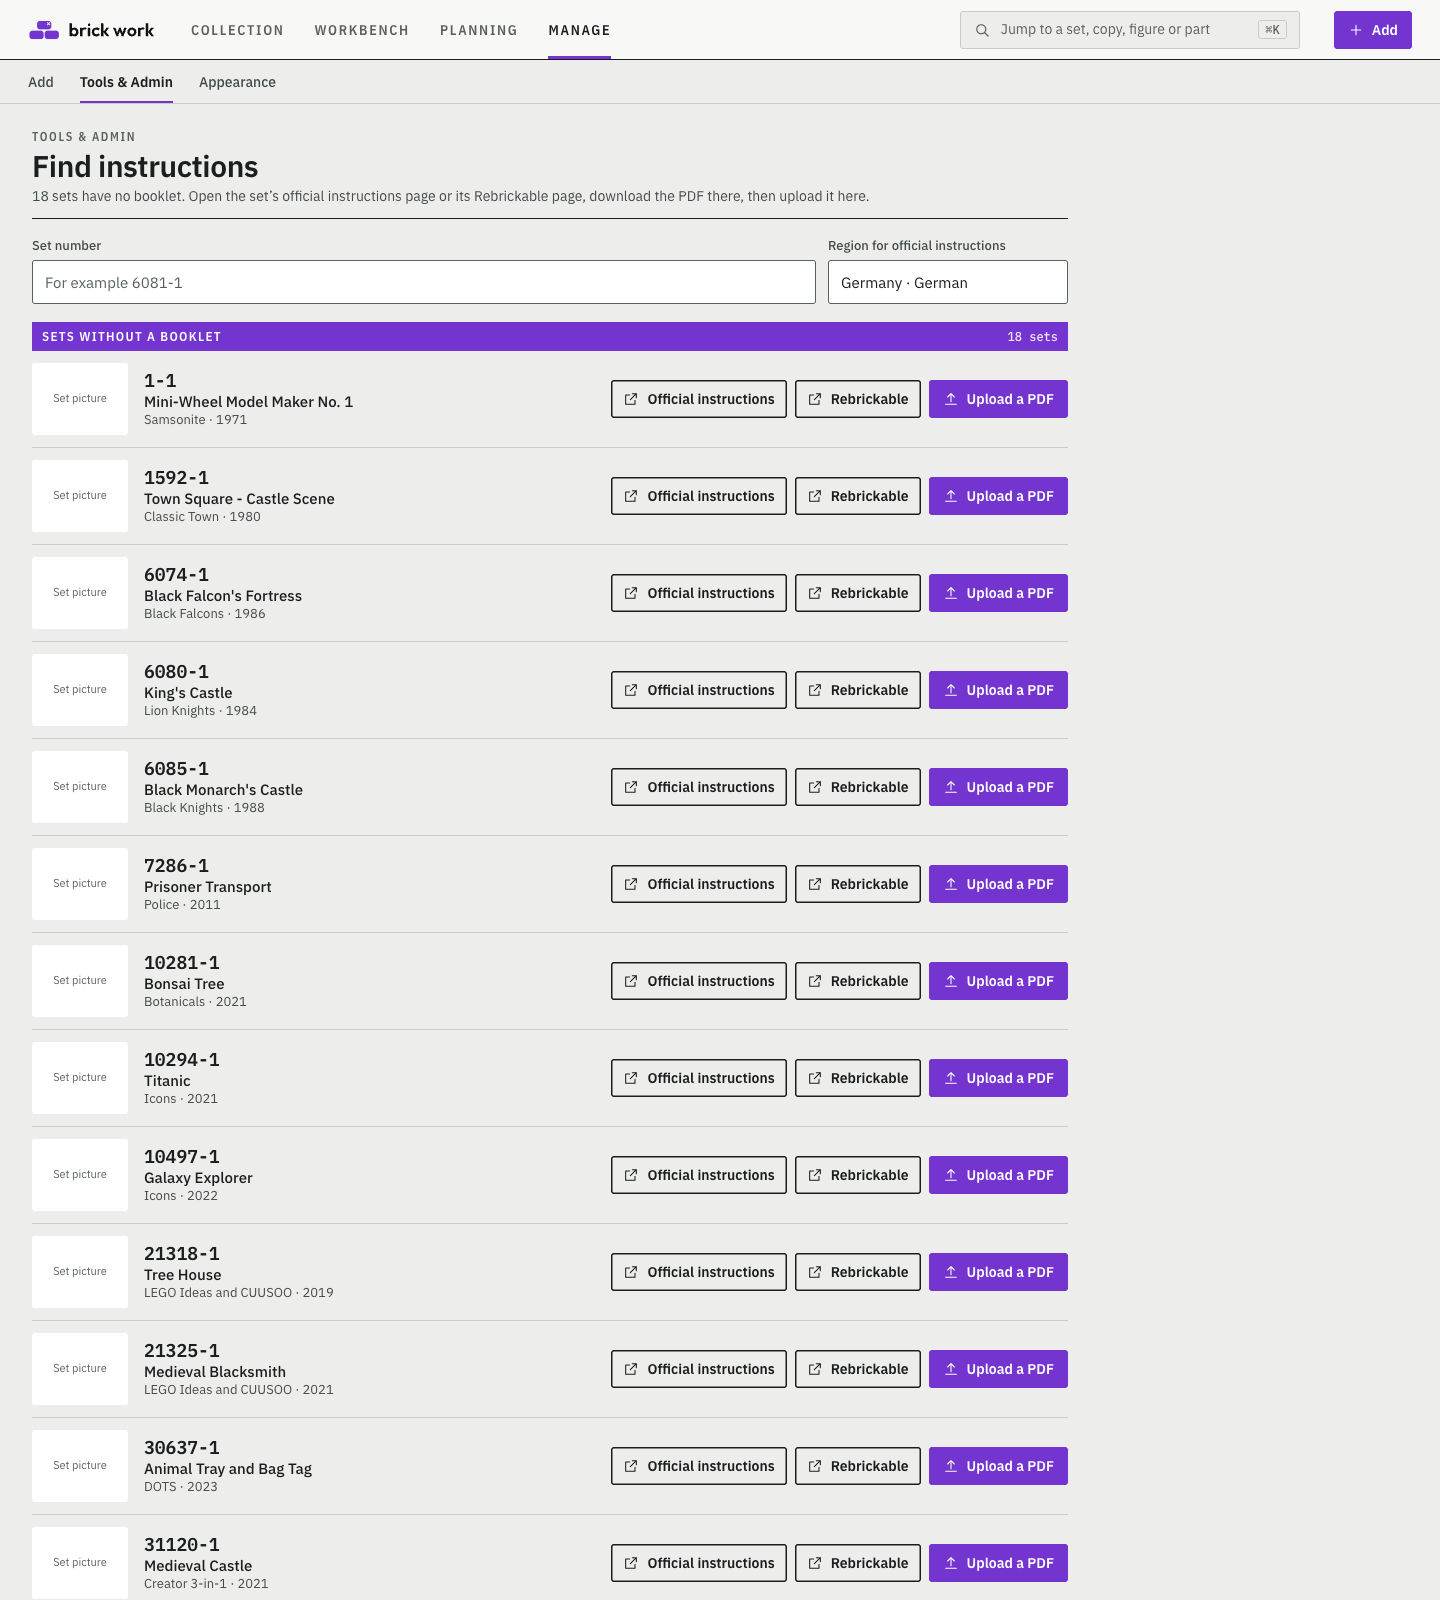 brick work
COLLECTION
WORKBENCH
PLANNING
MANAGE
Jump to a set, copy, figure or part
⌘K
Add
Add
Tools & Admin
Appearance
TOOLS & ADMIN
Find instructions
18 sets have no booklet. Open the set's official instructions page or its Rebrickable page, download the PDF there, then upload it here.
Set number
Region for official instructions
For example 6081-1
Germany · German
SETS WITHOUT A BOOKLET
18 sets
Set picture
1-1
Mini-Wheel Model Maker No. 1
Samsonite · 1971
Official instructions
Rebrickable
Upload a PDF
Set picture
1592-1
Town Square - Castle Scene
Classic Town · 1980
Official instructions
Rebrickable
Upload a PDF
Set picture
6074-1
Black Falcon's Fortress
Black Falcons · 1986
Official instructions
Rebrickable
Upload a PDF
Set picture
6080-1
King's Castle
Lion Knights · 1984
Official instructions
Rebrickable
Upload a PDF
Set picture
6085-1
Black Monarch's Castle
Black Knights · 1988
Official instructions
Rebrickable
Upload a PDF
Set picture
7286-1
Prisoner Transport
Police · 2011
Official instructions
Rebrickable
Upload a PDF
Set picture
10281-1
Bonsai Tree
Botanicals · 2021
Official instructions
Rebrickable
Upload a PDF
Set picture
10294-1
Titanic
Icons · 2021
Official instructions
Rebrickable
Upload a PDF
Set picture
10497-1
Galaxy Explorer
Icons · 2022
Official instructions
Rebrickable
Upload a PDF
Set picture
21318-1
Tree House
LEGO Ideas and CUUSOO · 2019
Official instructions
Rebrickable
Upload a PDF
Set picture
21325-1
Medieval Blacksmith
LEGO Ideas and CUUSOO · 2021
Official instructions
Rebrickable
Upload a PDF
Set picture
30637-1
Animal Tray and Bag Tag
DOTS · 2023
Official instructions
Rebrickable
Upload a PDF
Set picture
31120-1
Medieval Castle
Creator 3-in-1 · 2021
Official instructions
Rebrickable
Upload a PDF